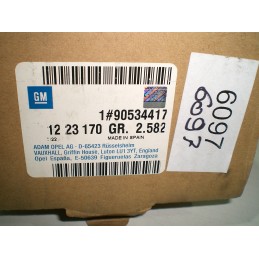 GM
1#90534417
12 23 170 GR. 2.582
MADE IN SPAIN
ADAM OPEL AG - D-65423 Rüsselsheim
VAUXHALL, Griffin House, Luton LU1 3YT, England
Opel España, E-50639 Figueruelas Zaragoza
6097
6097